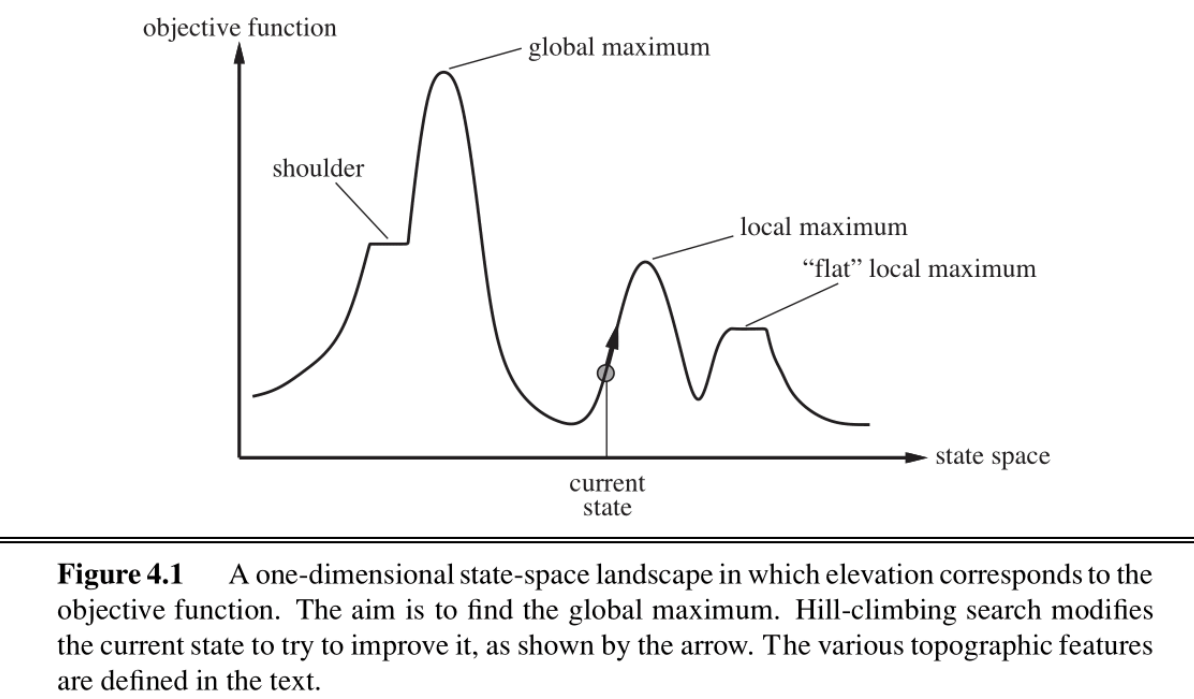 objective function
global maximum
shoulder
local maximum
“flat” local maximum
state space
current
state
Figure 4.1 A one-dimensional state-space landscape in which elevation corresponds to the
objective function. The aim is to find the global maximum. Hill-climbing search modifies
the current state to try to improve it, as shown by the arrow. The various topographic features
are defined in the text.